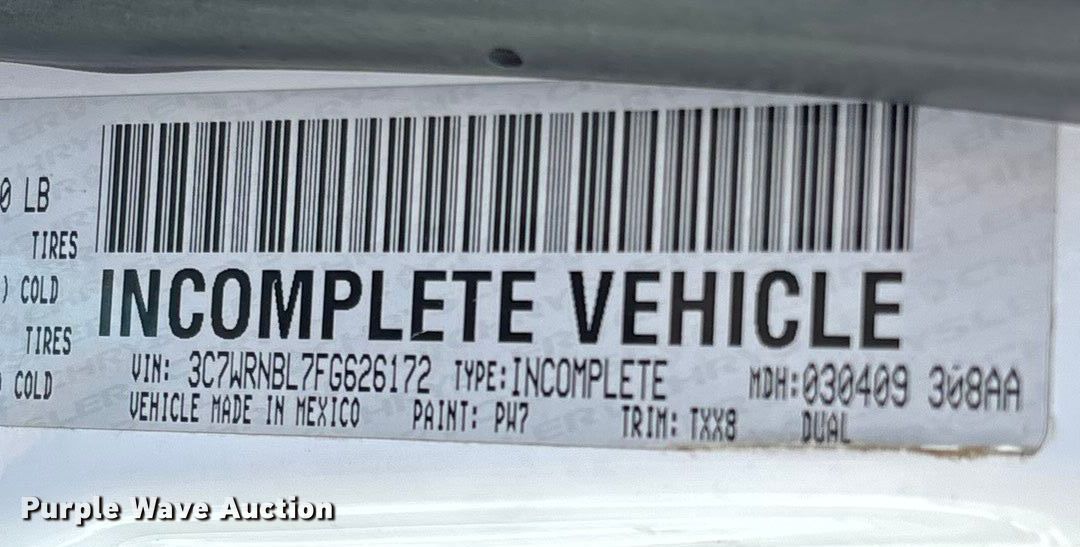 0 LB
TIRES
) COLD
TIRES
COLD
INCOMPLETE VEHICLE
VIN: 3C7WRNBL7FG626172 TYPE: INCOMPLETE MDH: 030409 308AA
VEHICLE MADE IN MEXICO PAINT: PW7 TRIM: TXX8 DUAL
Purple Wave Auction